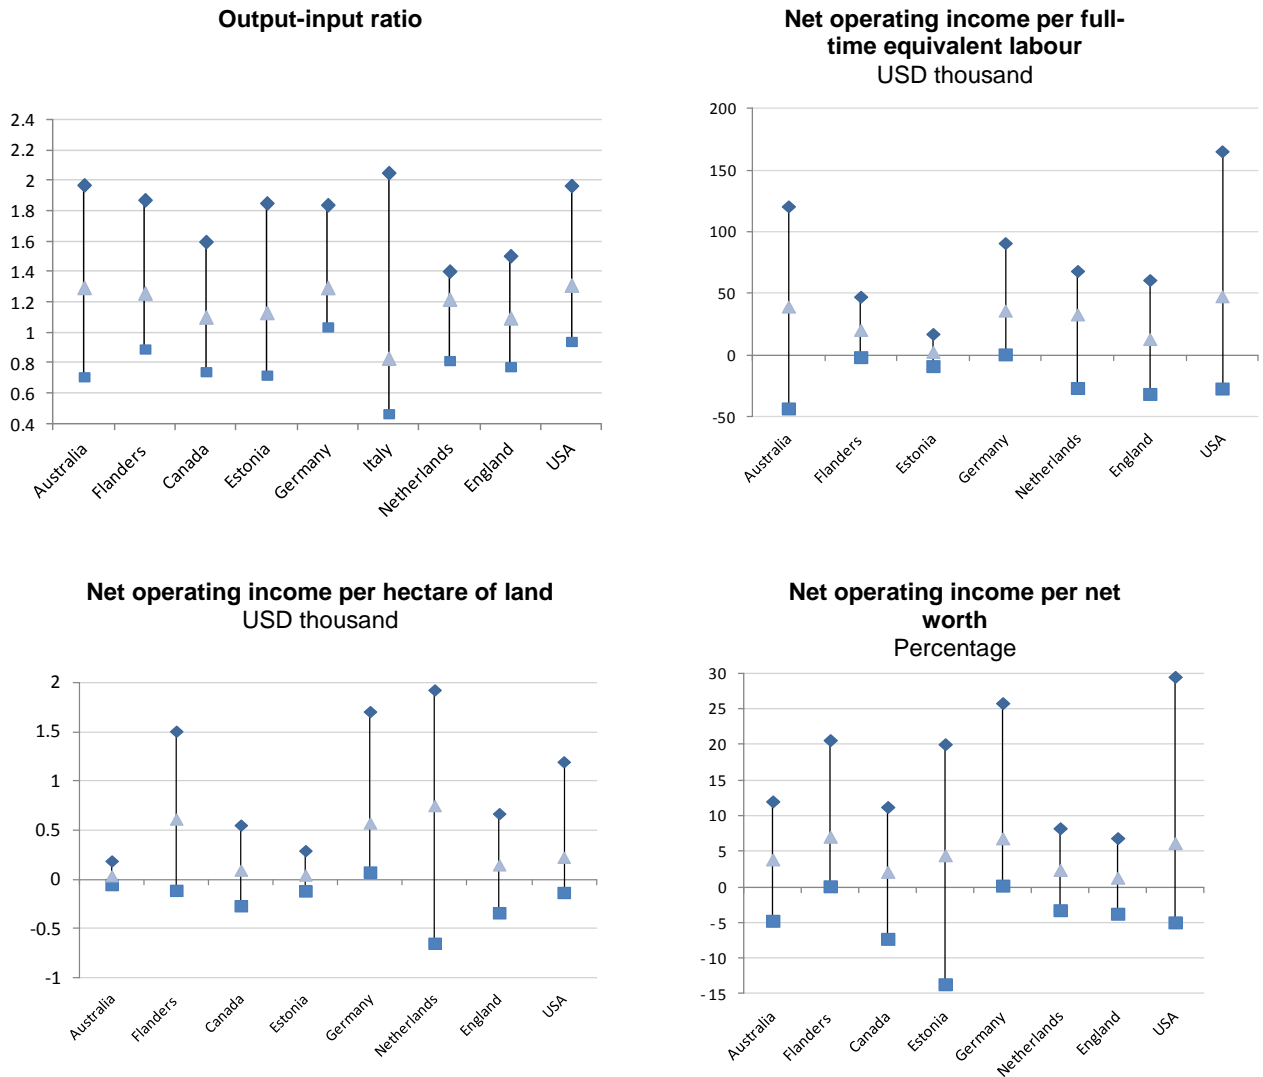 Output-input ratio
2.4
2.2
2
1.8
1.6
1.4
1.2
1
0.8
0.6
0.4
Australia
Flanders
Canada
Estonia
Germany
Italy
Netherlands
England
USA
Net operating income per full-
time equivalent labour
USD thousand
200
150
100
50
0
-50
Australia
Flanders
Estonia
Germany
Netherlands
England
USA
Net operating income per hectare of land
USD thousand
2
1.5
1
0.5
0
-0.5
-1
Australia
Flanders
Canada
Estonia
Germany
Netherlands
England
USA
Net operating income per net
worth
Percentage
30
25
20
15
10
5
0
-5
-10
-15
Australia
Flanders
Canada
Estonia
Germany
Netherlands
England
USA